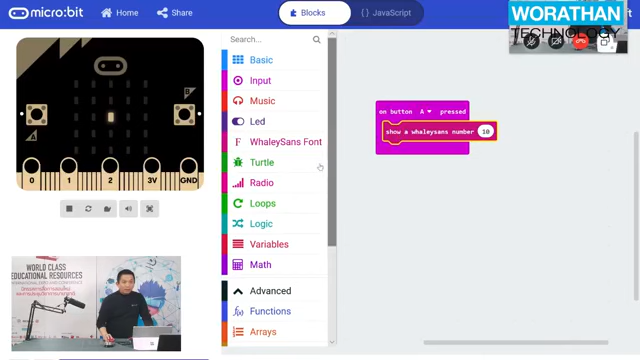 micro:bit
Home
Share
Blocks
JavaScript
WORATHAN
TECHNOLOGY
Search...
Basic
Input
Music
Led
WhaleySans Font
Turtle
Radio
Loops
Logic
Variables
Math
Advanced
Functions
Arrays
on button A pressed
show a whaleysans number 10
A
B
0
1
2
3V
GND
WORLD CLASS
EDUCATIONAL
RESOURCES